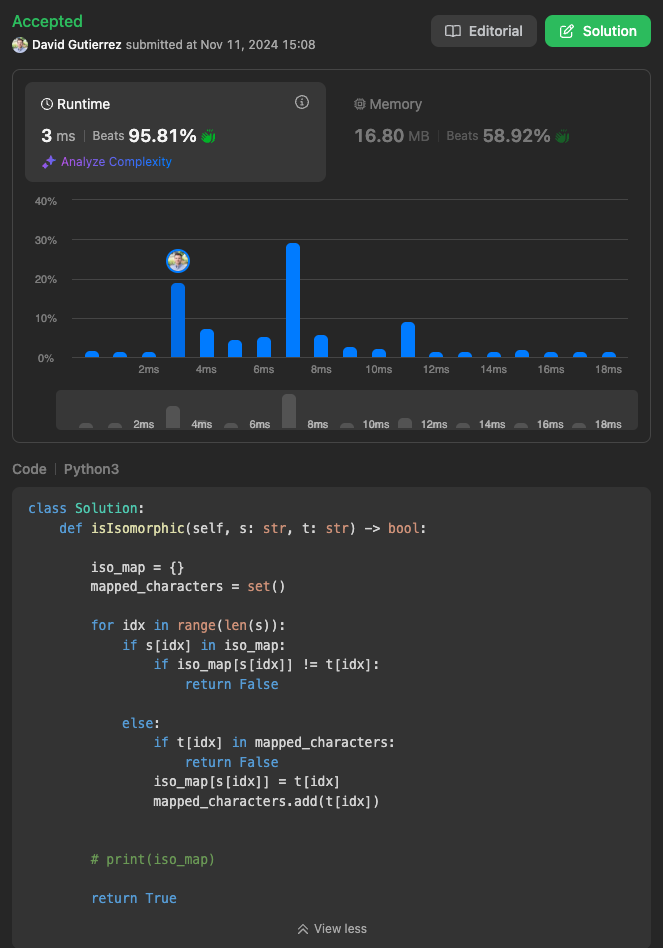 Accepted
David Gutierrez submitted at Nov 11, 2024 15:08
Editorial
Solution
Runtime
3 ms | Beats 95.81%
Analyze Complexity
Memory
16.80 MB | Beats 58.92%
40%
30%
20%
10%
0%
2ms 4ms 6ms 8ms 10ms 12ms 14ms 16ms 18ms
2ms 4ms 6ms 8ms 10ms 12ms 14ms 16ms 18ms
Code | Python3
class Solution:
    def isIsomorphic(self, s: str, t: str) -> bool:
        iso_map = {}
        mapped_characters = set()
        for idx in range(len(s)):
            if s[idx] in iso_map:
                if iso_map[s[idx]] != t[idx]:
                    return False
            else:
                if t[idx] in mapped_characters:
                    return False
                iso_map[s[idx]] = t[idx]
                mapped_characters.add(t[idx])
        # print(iso_map)
        return True
View less